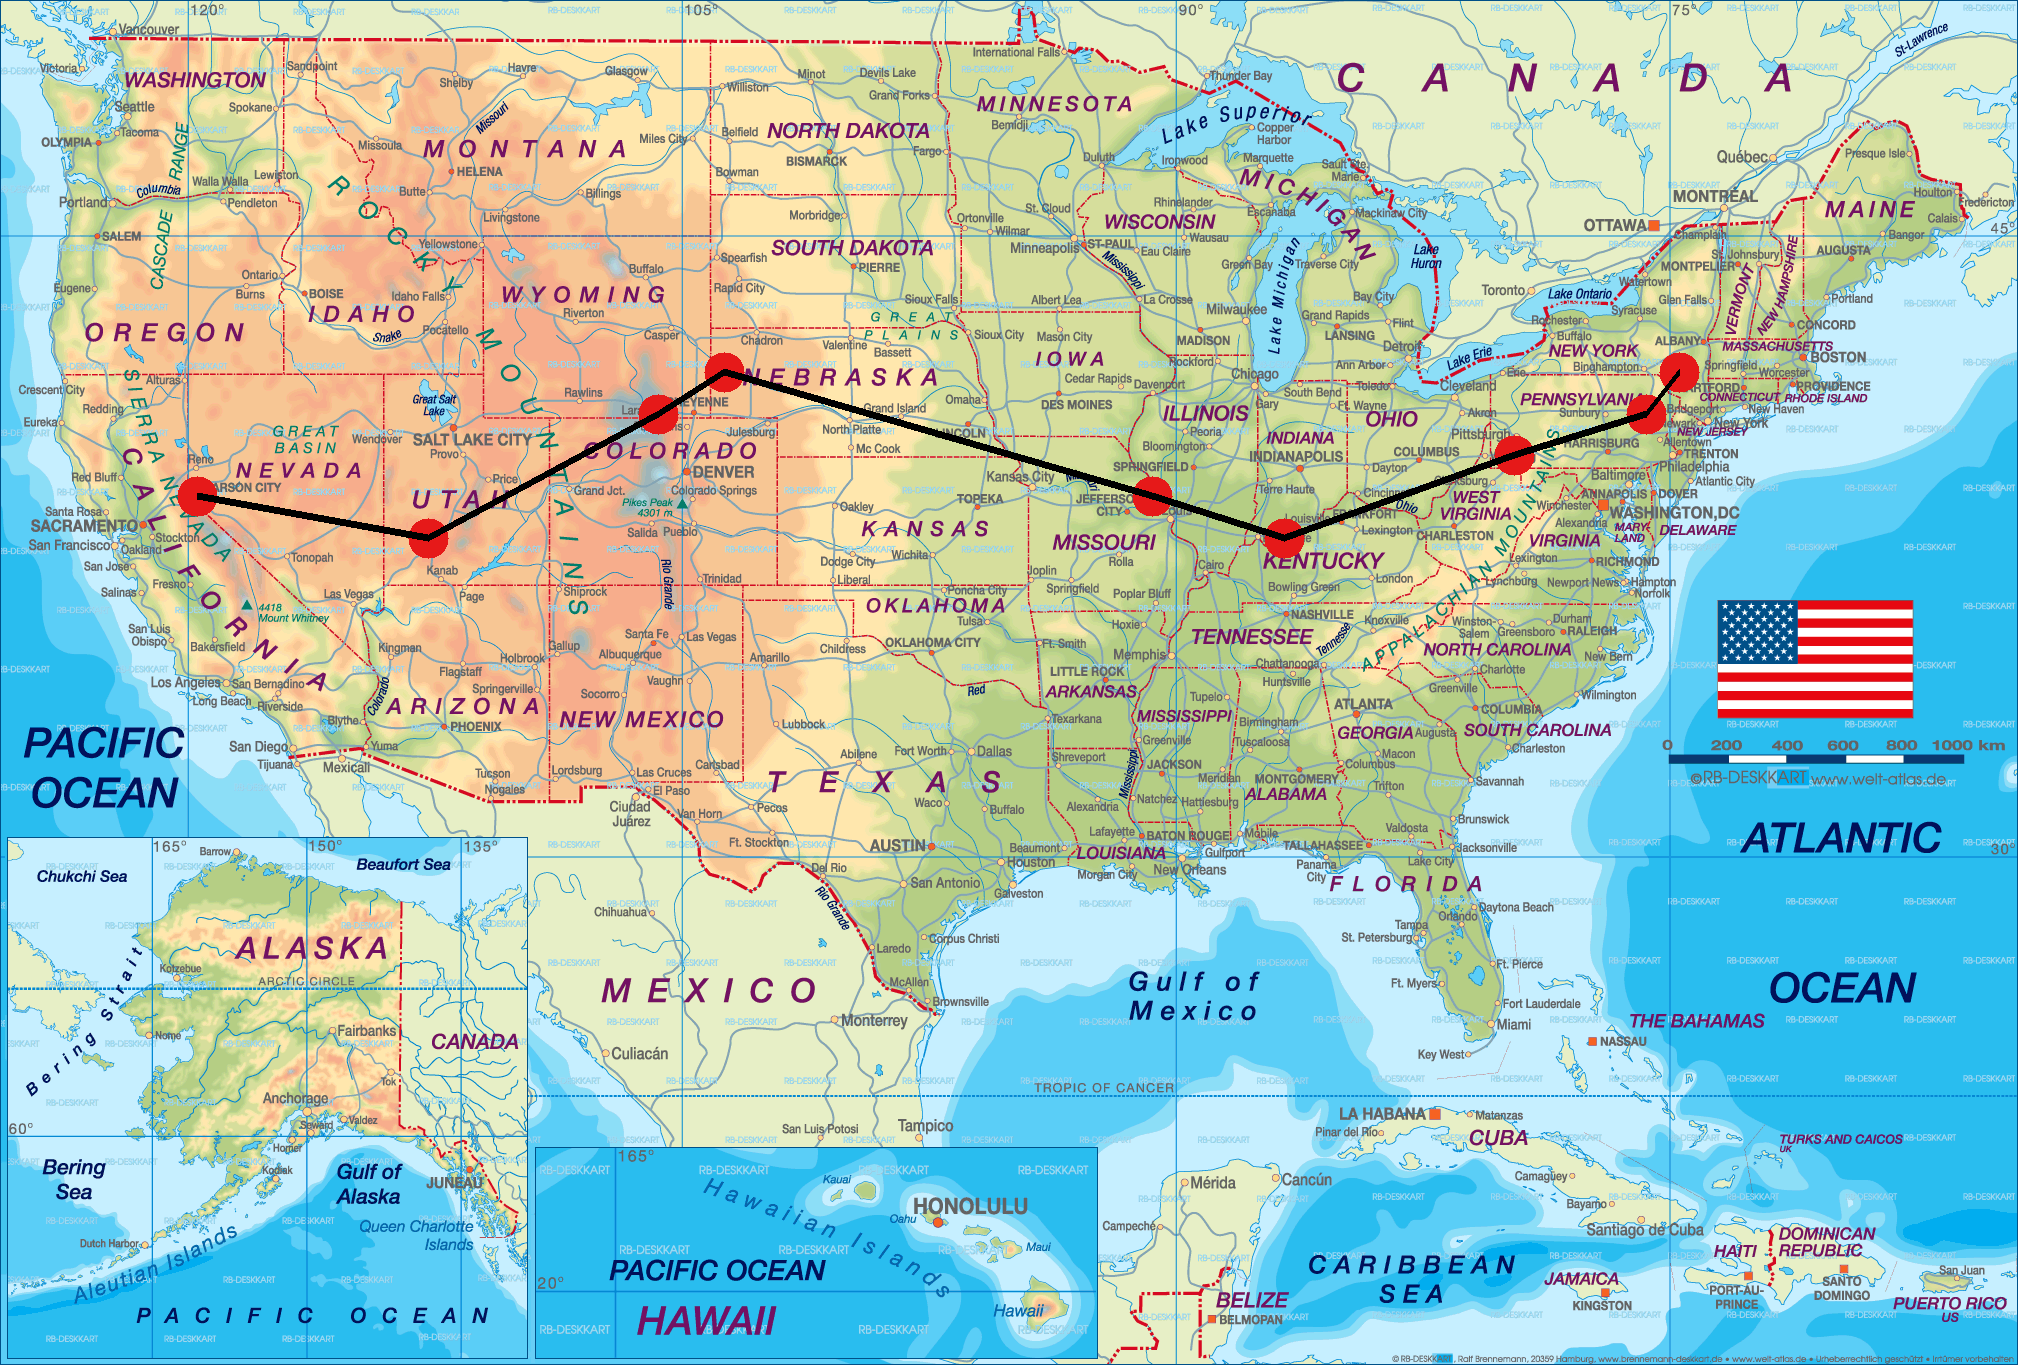 120°
105°
90°
75°
Vancouver
Victoria
WASHINGTON
Sandpoint
Seattle
Spokane
Tacoma
OLYMPIA
CASCADE RANGE
Columbia
Walla Walla
Lewiston
Portland
Pendleton
SALEM
Eugene
Ontario
Burns
OREGON
BOISE
IDAHO
Idaho Falls
Pocatello
Snake
Shelby
Havre
Glasgow
Missouri
Missoula
MONTANA
Miles City
HELENA
Butte
Billings
Livingstone
Yellowstone
ROCKY MOUNTAINS
WYOMING
Buffalo
Riverton
Casper
Rawlins
International Falls
Minot
Devils Lake
Williston
Grand Forks
NORTH DAKOTA
Belfield
BISMARCK
Fargo
Bowman
Morbridge
SOUTH DAKOTA
PIERRE
Spearfish
Rapid City
Sioux Falls
GREAT PLAINS
Chadron
Valentine
Bassett
Sioux City
NEBRASKA
Grand Island
North Platte
Omaha
Mc Cook
MINNESOTA
Bemidji
Duluth
Ortonville
Wilmar
St. Cloud
Minneapolis
ST-PAUL
Albert Lea
Mississippi
La Crosse
Eau Claire
WISCONSIN
Rhinelander
Wausau
Green Bay
Milwaukee
MADISON
Thunder Bay
Lake Superior
Copper Harbor
Ironwood
Marquette
Sault Ste. Marie
MICHIGAN
Escanaba
Mackinaw City
Traverse City
Lake Michigan
Lake Huron
Bay City
Grand Rapids
Flint
LANSING
Detroit
Ann Arbor
CANADA
Québec
MONTRÉAL
OTTAWA
St-Lawrence
Presque Isle
Houlton
Fredericton
MAINE
Calais
Bangor
AUGUSTA
45°
Champlain
St. Johnsbury
MONTPELIER
VERMONT
NEW HAMPSHIRE
Watertown
Glen Falls
Portland
CONCORD
Toronto
Lake Ontario
Rochester
Syracuse
Buffalo
ALBANY
MASSACHUSETTS
BOSTON
Lake Erie
NEW YORK
Binghamton
Springfield
Worcester
PROVIDENCE
CONNECTICUT
RHODE ISLAND
Erie
Cleveland
PENNSYLVANI
Sunbury
Bridgeport
New Haven
New York
NEW JERSEY
Allentown
TRENTON
Philadelphia
Atlantic City
Pittsburgh
HARRISBURG
Baltimore
ANNAPOLIS
DOVER
WASHINGTON,DC
MARY-
LAND
DELAWARE
Winchester
Alexandria
VIRGINIA
Lexington
RICHMOND
Lynchburg
Newport News
Hampton
Norfolk
WEST
VIRGINIA
CHARLESTON
APPALACHIAN MOUNTAINS
Crescent City
Alturas
Redding
Eureka
Red Bluff
SIERRA NEVADA
Reno
ARSON CITY
NEVADA
GREAT
BASIN
Great Salt
Lake
Wendover
SALT LAKE CITY
Provo
Price
UTAH
Grand Jct.
COLORADO
DENVER
Colorado Springs
Pikes Peak
4301 m
Salida
Pueblo
Julesburg
Santa Rosa
SACRAMENTO
San Francisco
Oakland
Stockton
San Jose
Salinas
Fresno
CALIFORNIA
Tonopah
4418
Mount Whitney
Las Vegas
San Luis
Obispo
Bakersfield
Los Angeles
San Bernardino
Long Beach
Riverside
San Diego
Tijuana
Mexicali
Yuma
Blythe
Kingman
Colorado
Kanab
Page
Flagstaff
Holbrook
Springerville
ARIZONA
PHOENIX
Tucson
Nogales
Shiprock
Gallup
Rio Grande
Trinidad
Santa Fe
Albuquerque
Las Vegas
Vaughn
Socorro
NEW MEXICO
Lordsburg
Las Cruces
Carlsbad
El Paso
Ciudad
Juárez
IOWA
Mason City
Cedar Rapids
Davenport
DES MOINES
Rockford
Chicago
Gary
South Bend
Toledo
Ft. Wayne
ILLINOIS
Peoria
Bloomington
SPRINGFIELD
INDIANA
INDIANAPOLIS
Terre Haute
OHIO
Akron
COLUMBUS
Dayton
Ohio
Kansas City
TOPEKA
Oakley
KANSAS
Wichita
Dodge City
Liberal
CITY
MISSOURI
Rolla
Joplin
Springfield
Poplar Bluff
Cairo
KENTUCKY
Lexington
London
Bowling Green
OKLAHOMA
Poncha City
Tulsa
OKLAHOMA CITY
Childress
Amarillo
Lubbock
Ft. Smith
LITTLE ROCK
ARKANSAS
Texarkana
Hoxie
Memphis
NASHVILLE
TENNESSEE
Tennesse
Knoxville
Chattanooga
Huntsville
Winston-
Salem
Greensboro
Durham
RALEIGH
NORTH CAROLINA
New Bern
Charlotte
Greenville
Wilmington
COLUMBIA
SOUTH CAROLINA
Charleston
ATLANTA
GEORGIA
Augusta
Macon
Columbus
Savannah
Tifton
Brunswick
Valdosta
Tupelo
Birmingham
Tuscaloosa
MISSISSIPPI
Greenville
JACKSON
Meridian
MONTGOMERY
ALABAMA
Natchez
Hattiesburg
Mississippi
Alexandria
Shreveport
Red
Abilene
Fort Worth
Dallas
TEXAS
Waco
Buffalo
Pecos
Van Horn
Ft. Stockton
AUSTIN
Beaumont
Houston
Del Rio
San Antonio
Galveston
Rio Grande
Laredo
Corpus Christi
McAllen
Brownsville
Lafayette
BATON ROUGE
LOUISIANA
Morgan City
New Orleans
Gulfport
Mobile
TALLAHASSEE
Panama
City
Lake City
Jacksonville
FLORIDA
Daytona Beach
Orlando
Tampa
St. Petersburg
Ft. Pierce
Ft. Myers
Fort Lauderdale
Miami
Key West
PACIFIC
OCEAN
ATLANTIC
OCEAN
30°
0 200 400 600 800 1000 km
©RB-DESKKART www.welt-atlas.de
MEXICO
Chihuahua
Monterrey
Culiacán
San Luis Potosi
Tampico
Gulf of
Mexico
TROPIC OF CANCER
THE BAHAMAS
NASSAU
LA HABANA
Matanzas
Pinar del Rio
CUBA
Camagüey
Bayamo
Santiago de Cuba
TURKS AND CAICOS
UK
Mérida
Cancún
Campeche
BELIZE
BELMOPAN
CARIBBEAN
SEA
JAMAICA
KINGSTON
HAITI
PORT-AU-
PRINCE
DOMINICAN
REPUBLIC
SANTO
DOMINGO
San Juan
PUERTO RICO
US
165°
150°
135°
Barrow
Beaufort Sea
Chukchi Sea
ALASKA
Kotzebue
ARCTIC CIRCLE
Bering Strait
Nome
Fairbanks
CANADA
Tok
Anchorage
Valdez
Seward
60°
Homer
Kodiak
Bering
Sea
Gulf of
Alaska
JUNEAU
Queen Charlotte
Islands
Dutch Harbor
Aleutian Islands
PACIFIC OCEAN
165°
Kauai
Hawaiian Islands
HONOLULU
Oahu
Maui
PACIFIC OCEAN
20°
Hawaii
HAWAII
© RB-DESKKART, Ralf Brennemann, 20359 Hamburg, www.brennemann-deskkart.de • www.welt-atlas.de • Urheberrechtlich geschützt • Irrtümer vorbehalten